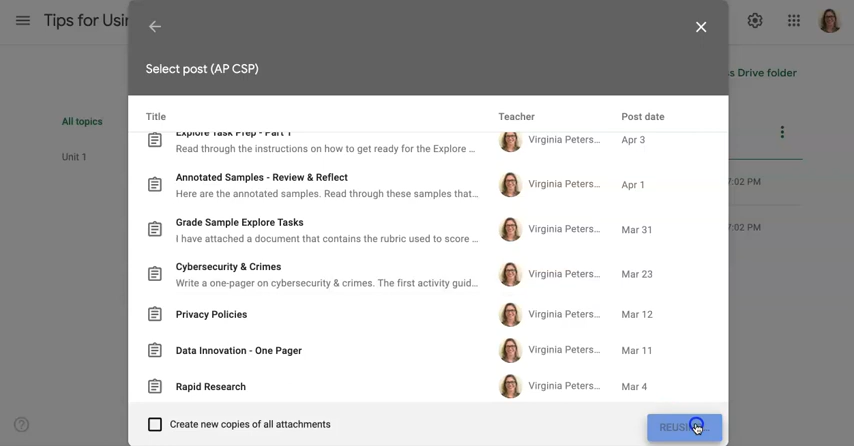 Tips for Usin
Select post (AP CSP)
s Drive folder
Title Teacher Post date
All topics
Explore Task Prep - Part 1
Read through the instructions on how to get ready for the Explore ...
Virginia Peters... Apr 3
Unit 1
Annotated Samples - Review & Reflect
Here are the annotated samples. Read through these samples that...
Virginia Peters... Apr 1
7:02 PM
Grade Sample Explore Tasks
I have attached a document that contains the rubric used to score ...
Virginia Peters... Mar 31
7:02 PM
Cybersecurity & Crimes
Write a one-pager on cybersecurity & crimes. The first activity guid...
Virginia Peters... Mar 23
Privacy Policies Virginia Peters... Mar 12
Data Innovation - One Pager Virginia Peters... Mar 11
Rapid Research Virginia Peters... Mar 4
Create new copies of all attachments